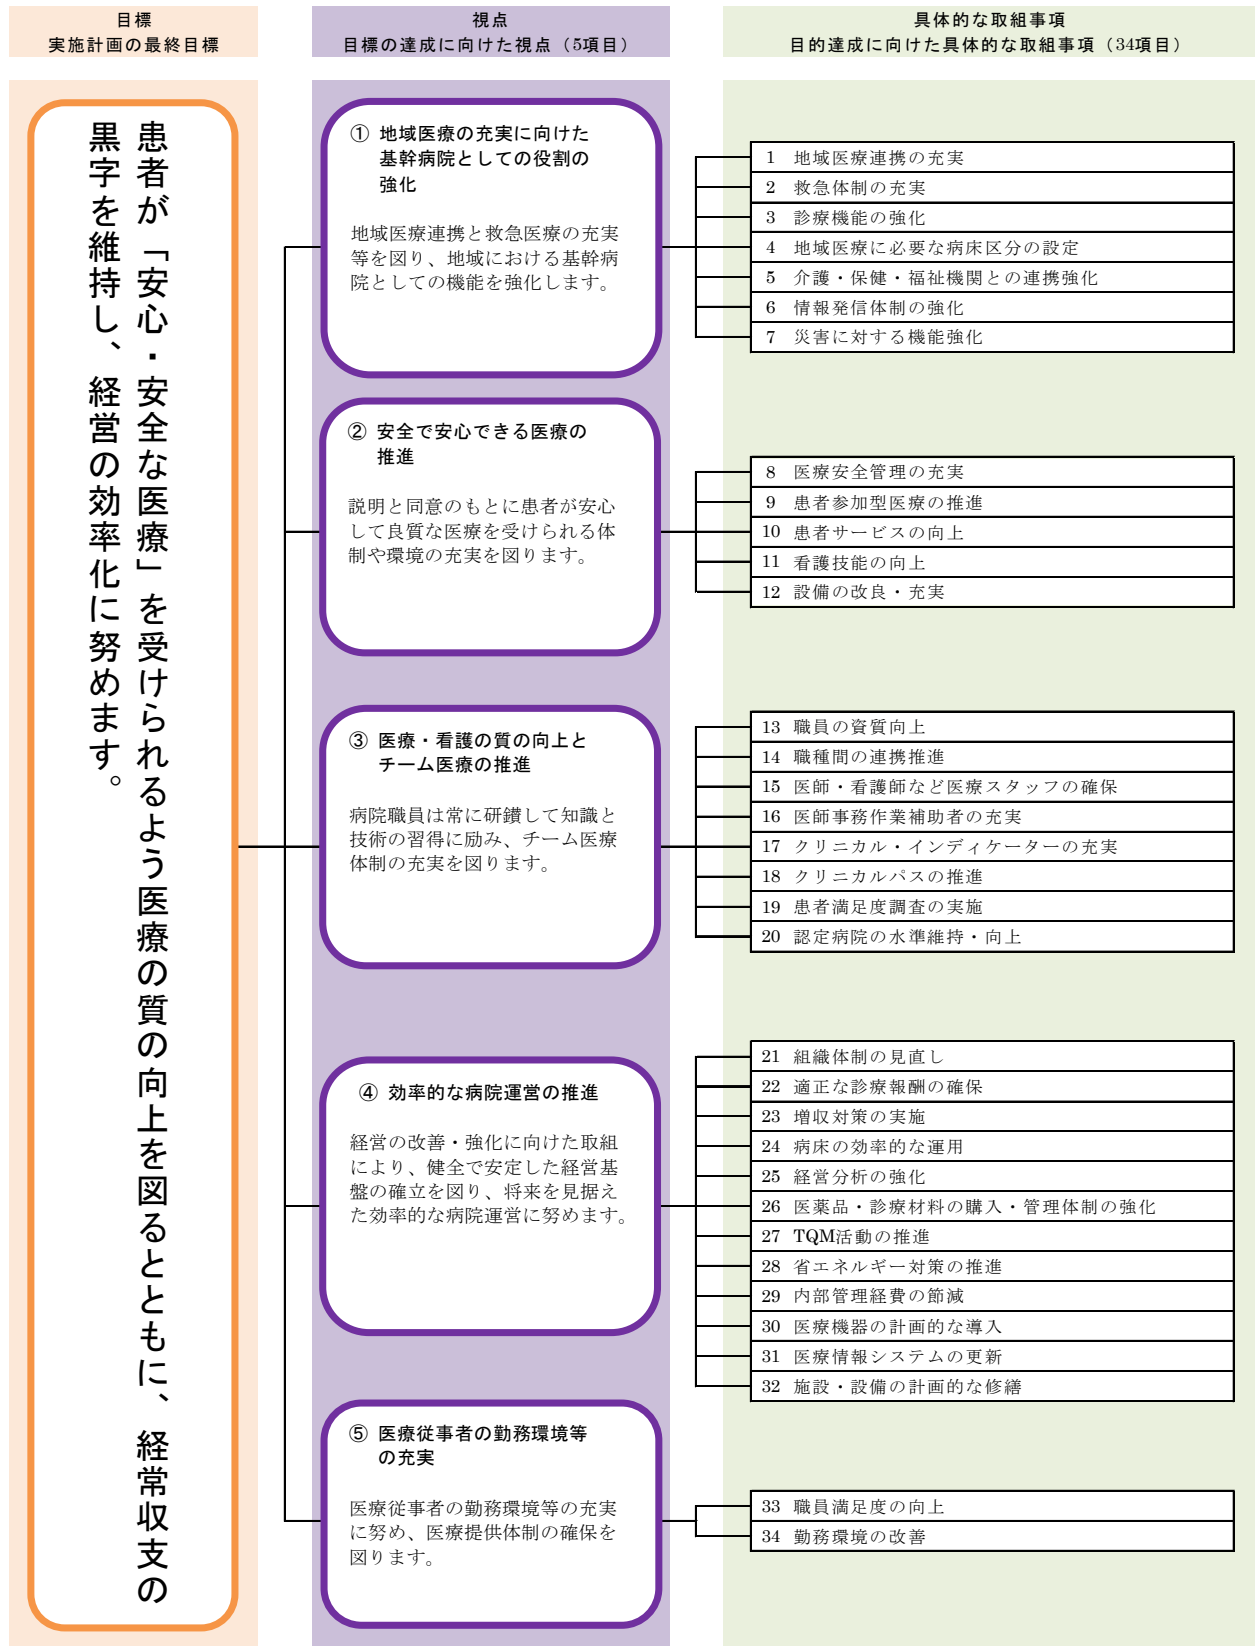 目標
実施計画の最終目標
視点
目標の達成に向けた視点（5項目）
具体的な取組事項
目的達成に向けた具体的な取組事項（34項目）
患者が「安心・安全な医療」を受けられるよう医療の質の向上を図るとともに、経常収支の
黒字を維持し、経営の効率化に努めます。
① 地域医療の充実に向けた
基幹病院としての役割の
強化
地域医療連携と救急医療の充実
等を図り、地域における基幹病
院としての機能を強化します。
1 地域医療連携の充実
2 救急体制の充実
3 診療機能の強化
4 地域医療に必要な病床区分の設定
5 介護・保健・福祉機関との連携強化
6 情報発信体制の強化
7 災害に対する機能強化
② 安全で安心できる医療の
推進
説明と同意のもとに患者が安心
して良質な医療を受けられる体
制や環境の充実を図ります。
8 医療安全管理の充実
9 患者参加型医療の推進
10 患者サービスの向上
11 看護技能の向上
12 設備の改良・充実
③ 医療・看護の質の向上と
チーム医療の推進
病院職員は常に研鑚して知識と
技術の習得に励み、チーム医療
体制の充実を図ります。
13 職員の資質向上
14 職種間の連携推進
15 医師・看護師など医療スタッフの確保
16 医師事務作業補助者の充実
17 クリニカル・インディケーターの充実
18 クリニカルパスの推進
19 患者満足度調査の実施
20 認定病院の水準維持・向上
④ 効率的な病院運営の推進
経営の改善・強化に向けた取組
により、健全で安定した経営基
盤の確立を図り、将来を見据え
た効率的な病院運営に努めます。
21 組織体制の見直し
22 適正な診療報酬の確保
23 増収対策の実施
24 病床の効率的な運用
25 経営分析の強化
26 医薬品・診療材料の購入・管理体制の強化
27 TQM活動の推進
28 省エネルギー対策の推進
29 内部管理経費の節減
30 医療機器の計画的な導入
31 医療情報システムの更新
32 施設・設備の計画的な修繕
⑤ 医療従事者の勤務環境等
の充実
医療従事者の勤務環境等の充実
に努め、医療提供体制の確保を
図ります。
33 職員満足度の向上
34 勤務環境の改善